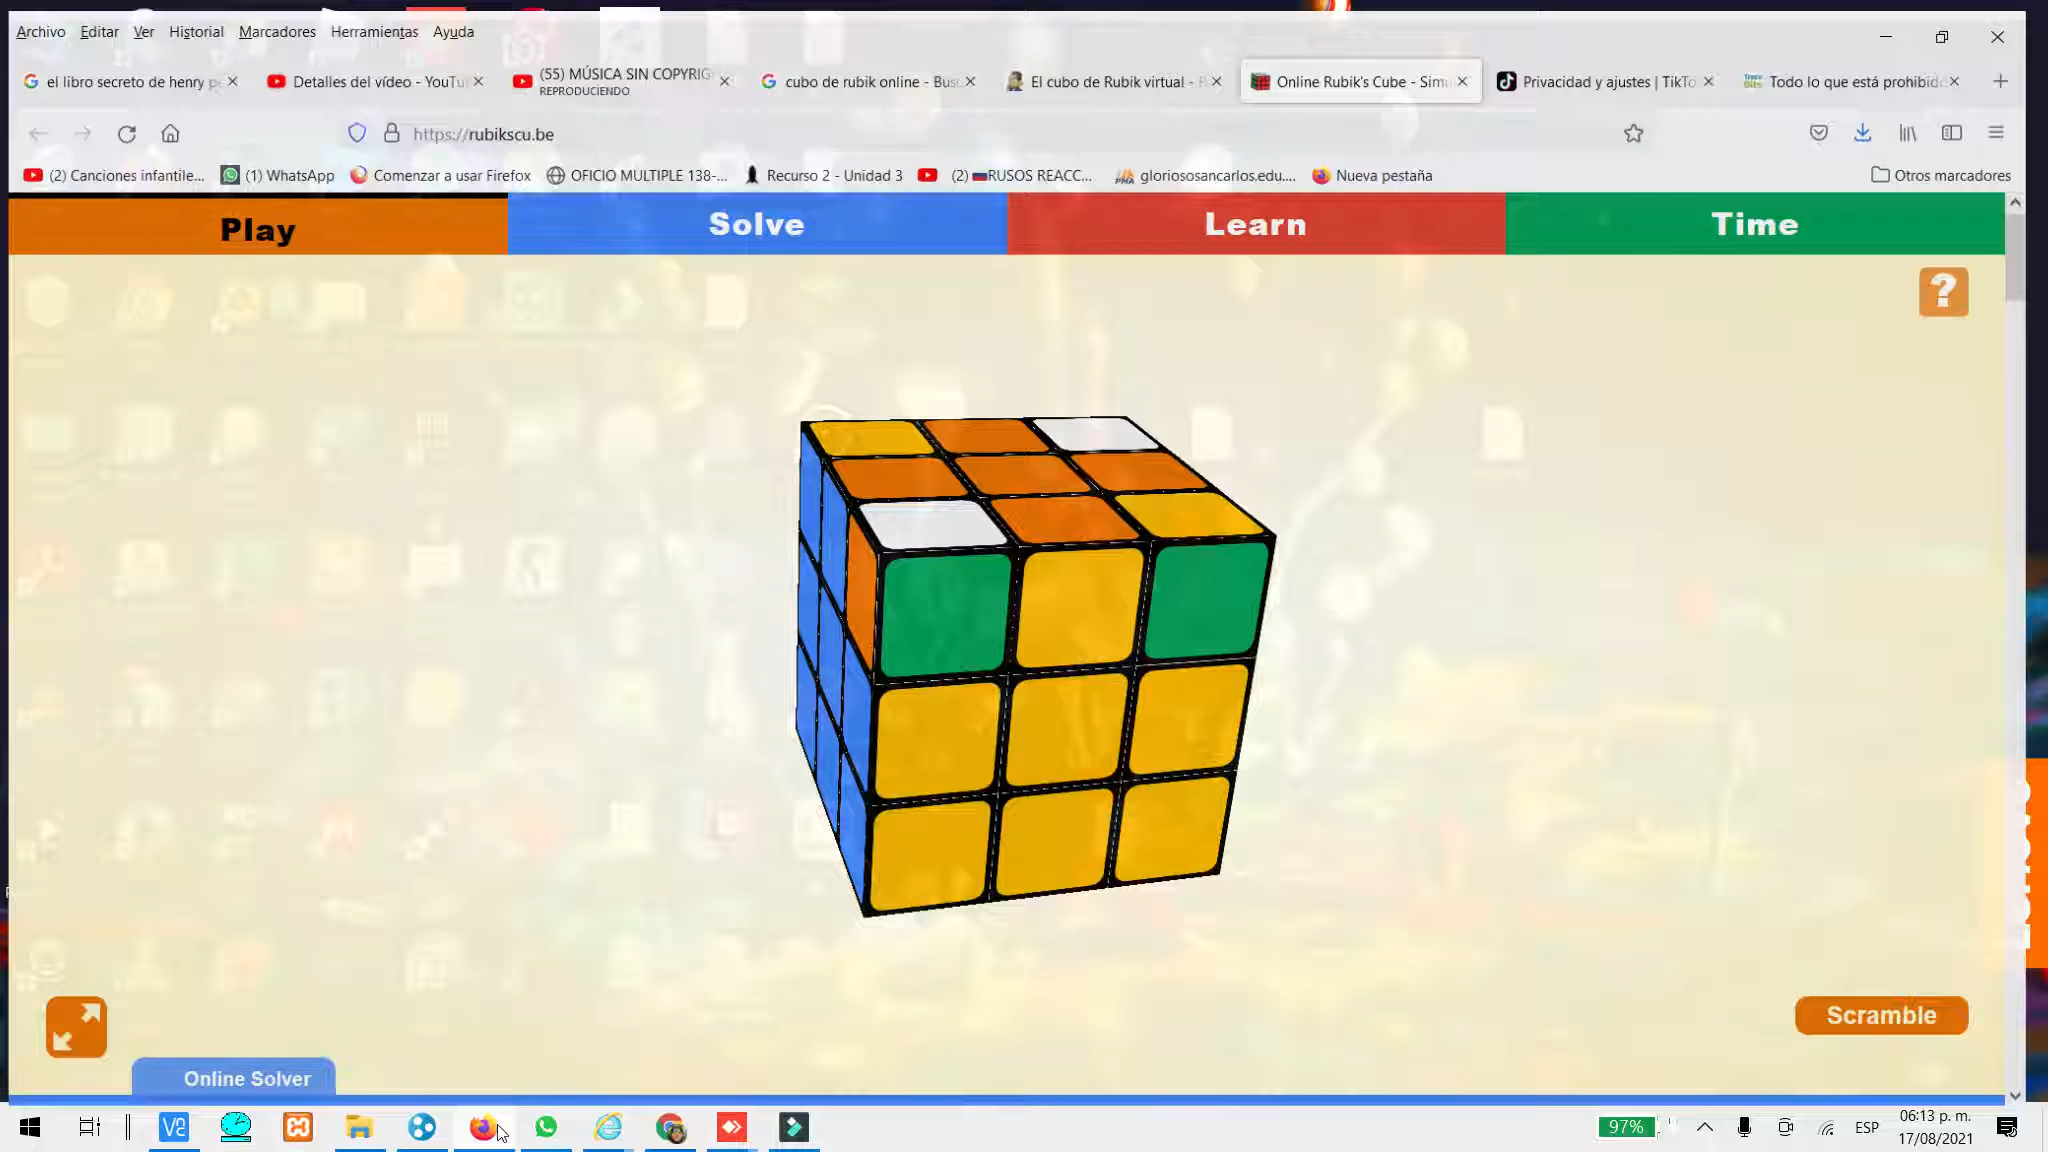 Archivo Editar Ver Historial Marcadores Herramientas Ayuda
el libro secreto de henry
Detalles del vídeo - YouTu
(55) MÚSICA SIN COPYRIG
REPRODUCIENDO
cubo de rubik online - Bus
El cubo de Rubik virtual -
Online Rubik's Cube - Simu
Privacidad y ajustes | TikTo
Todo lo que está prohibid
https://rubikscu.be
(2) Canciones infantile...
(1) WhatsApp
Comenzar a usar Firefox
OFICIO MULTIPLE 138-...
Recurso 2 - Unidad 3
(2) RUSOS REACC...
gloriososancarlos.edu....
Nueva pestaña
Otros marcadores
Play
Solve
Learn
Time
?
Scramble
Online Solver
97%
ESP
06:13 p. m.
17/08/2021